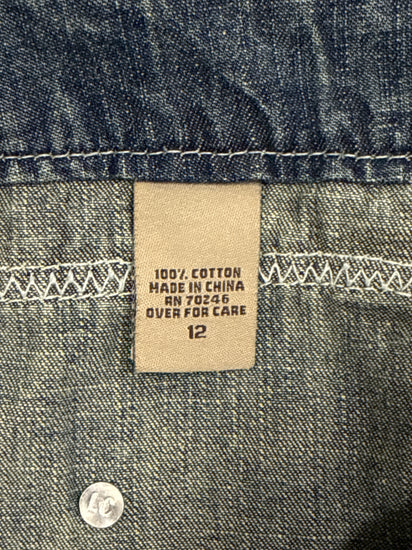 100% COTTON
MADE IN CHINA
RN 70246
OVER FOR CARE
12